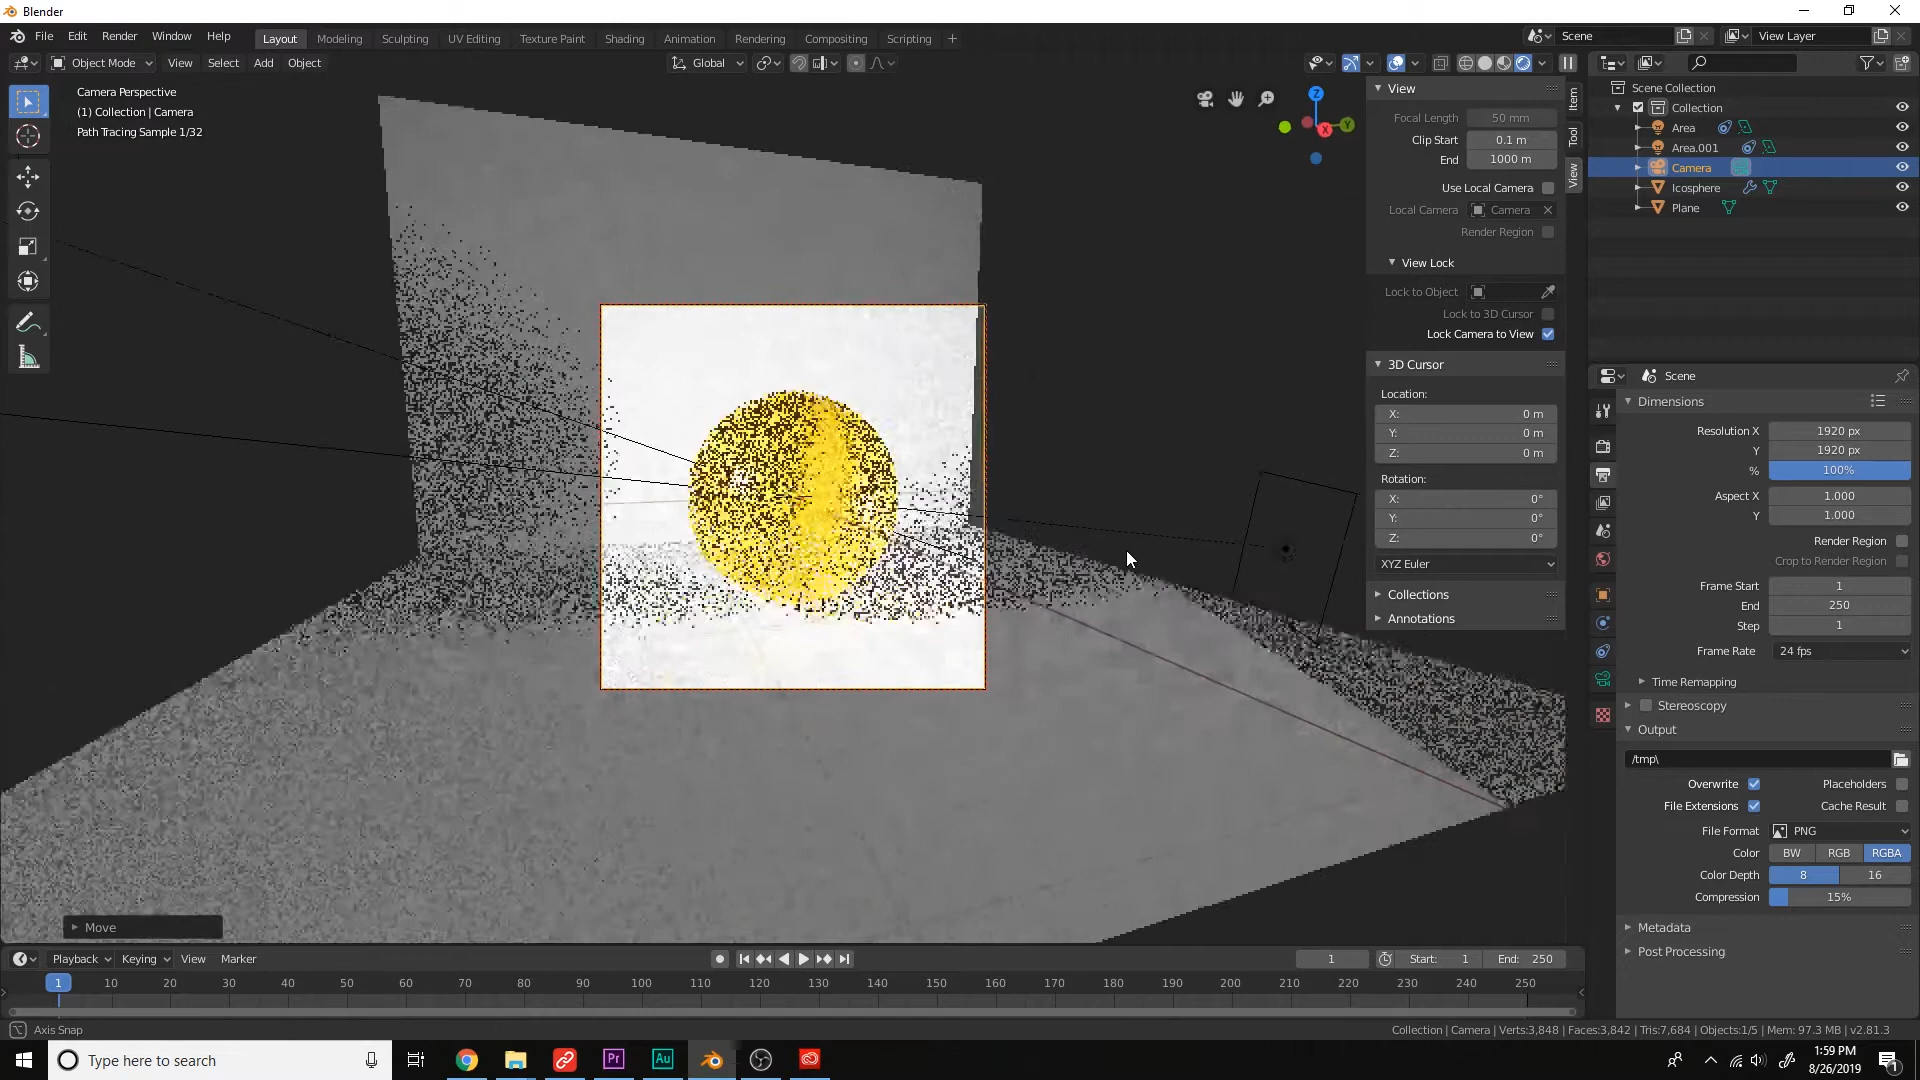 Blender
File Edit Render Window Help
Layout Modeling Sculpting UV Editing Texture Paint Shading Animation Rendering Compositing Scripting +
Scene
View Layer
Object Mode View Select Add Object
Global
Camera Perspective
(1) Collection | Camera
Path Tracing Sample 1/32
Z
Y
X
View
Focal Length 50 mm
Clip Start 0.1 m
End 1000 m
Use Local Camera
Local Camera Camera
Render Region
View Lock
Lock to Object
Lock to 3D Cursor
Lock Camera to View
3D Cursor
Location:
X: 0 m
Y: 0 m
Z: 0 m
Rotation:
X: 0°
Y: 0°
Z: 0°
XYZ Euler
Collections
Annotations
Item
Tool
View
Scene Collection
Collection
Area
Area.001
Camera
Icosphere
Plane
Scene
Dimensions
Resolution X 1920 px
Y 1920 px
% 100%
Aspect X 1.000
Y 1.000
Render Region
Crop to Render Region
Frame Start 1
End 250
Step 1
Frame Rate 24 fps
Time Remapping
Stereoscopy
Output
/tmp\
Overwrite Placeholders
File Extensions Cache Result
File Format PNG
Color BW RGB RGBA
Color Depth 8 16
Compression 15%
Metadata
Post Processing
Move
Playback Keying View Marker
1 Start: 1 End: 250
1 10 20 30 40 50 60 70 80 90 100 110 120 130 140 150 160 170 180 190 200 210 220 230 240 250
Axis Snap
Collection | Camera | Verts:3,848 | Faces:3,842 | Tris:7,684 | Objects:1/5 | Mem: 97.3 MB | v2.81.3
Type here to search
Pr
Au
1:59 PM
8/26/2019
1